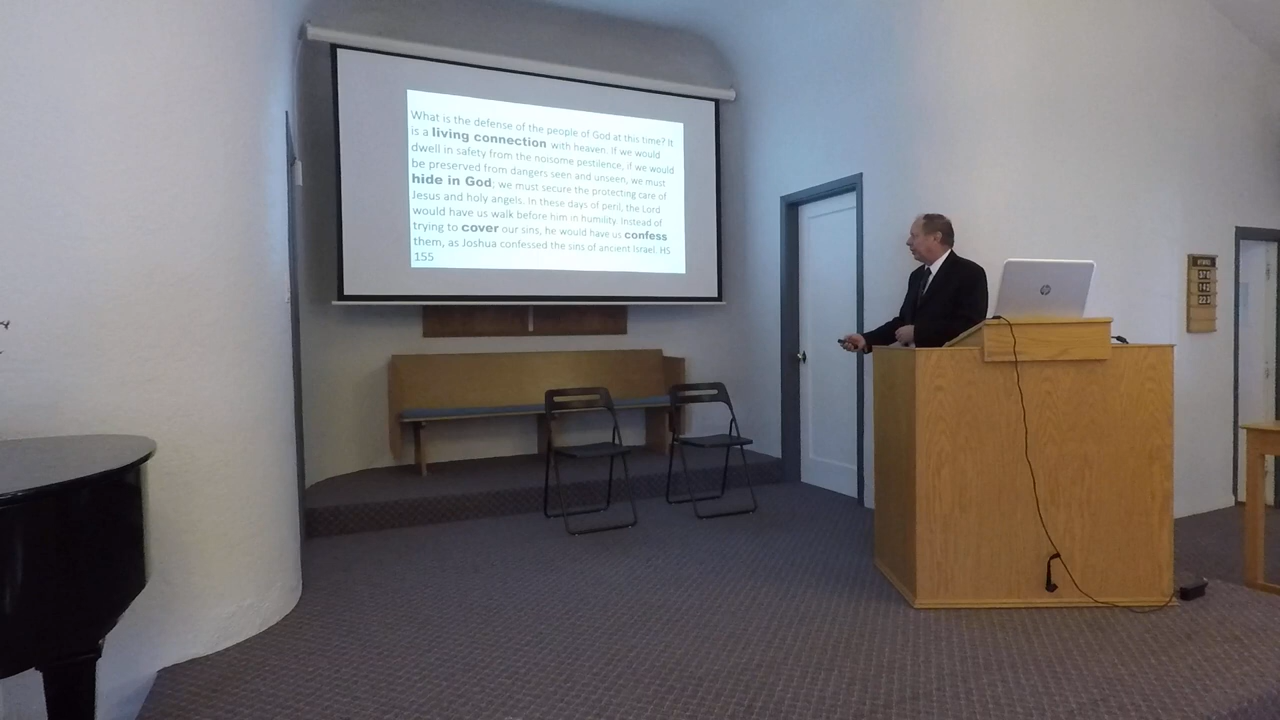 What is the defense of the people of God at this time? It
is a living connection with heaven. If we would
dwell in safety from the noisome pestilence, if we would
be preserved from dangers seen and unseen, we must
hide in God; we must secure the protecting care of
Jesus and holy angels. In these days of peril, the Lord
would have us walk before him in humility. Instead of
trying to cover our sins, he would have us confess
them, as Joshua confessed the sins of ancient Israel. HS
155
hp
HYMNS
142
223